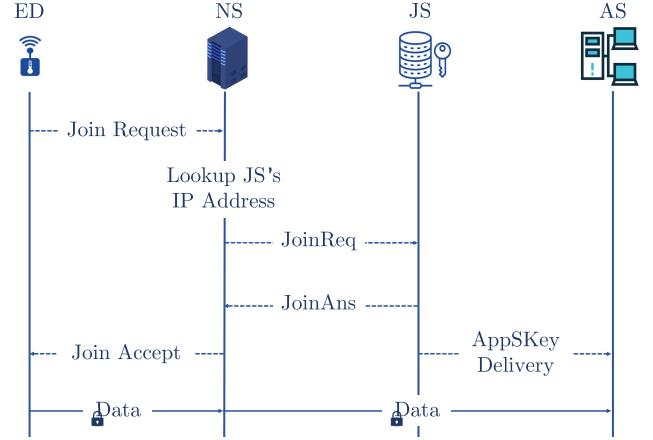 ED NS JS AS
Join Request
Lookup JS's
IP Address
JoinReq
JoinAns
Join Accept
AppSKey
Delivery
Data Data